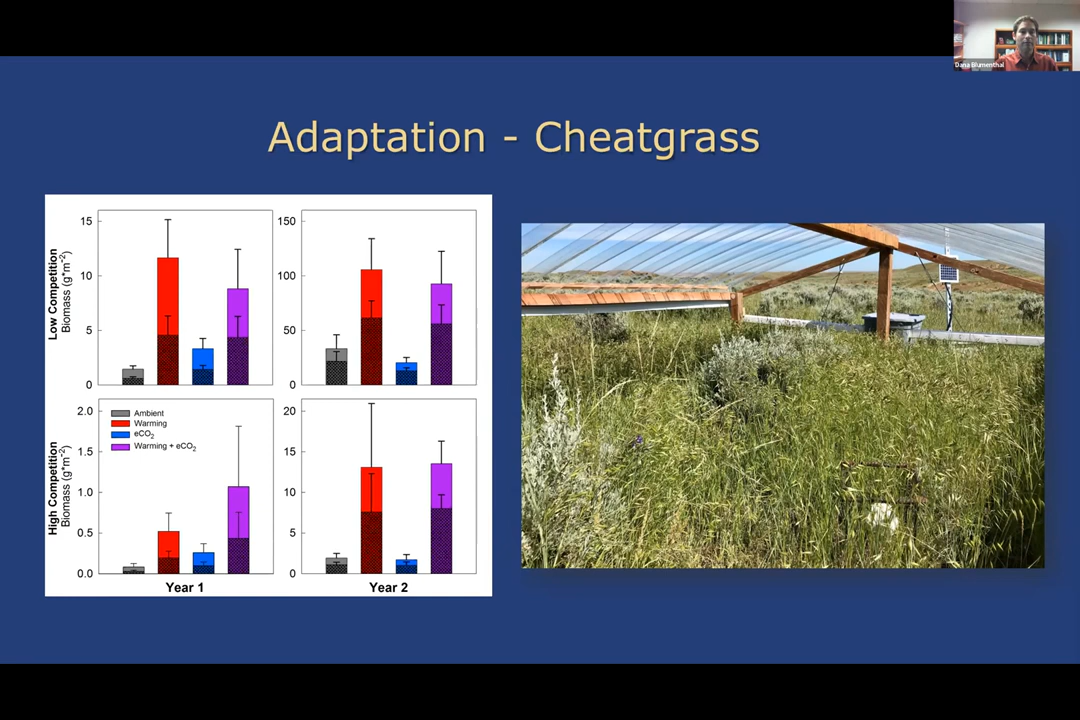 Dana Blumenthal
Adaptation - Cheatgrass
Low Competition
Biomass (g*m⁻²)
15
10
5
0
150
100
50
0
High Competition
Biomass (g*m⁻²)
2.0
1.5
1.0
0.5
0.0
Ambient
Warming
eCO₂
Warming + eCO₂
20
15
10
5
0
Year 1
Year 2